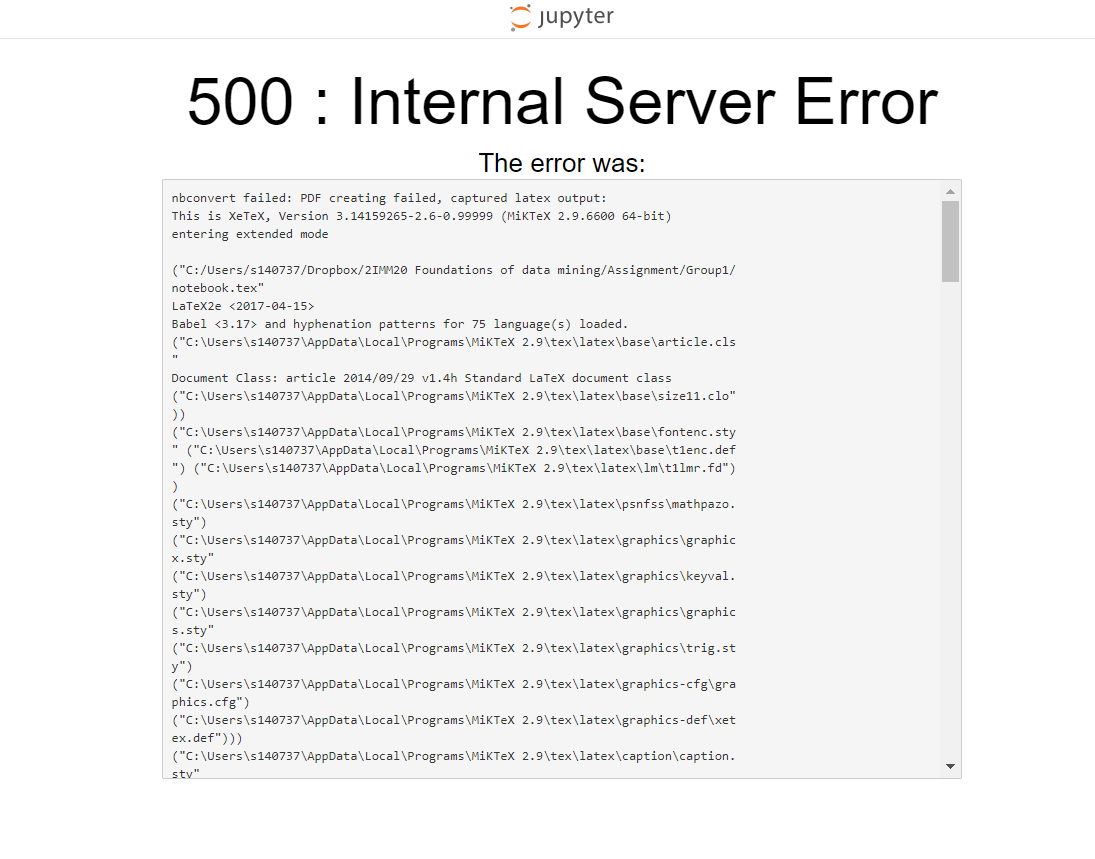 jupyter
500 : Internal Server Error
The error was:
nbconvert failed: PDF creating failed, captured latex output:
This is XeTeX, Version 3.14159265-2.6-0.99999 (MiKTeX 2.9.6600 64-bit)
entering extended mode
("C:/Users/s140737/Dropbox/2IMM20 Foundations of data mining/Assignment/Group1/
notebook.tex"
LaTeX2e <2017-04-15>
Babel <3.17> and hyphenation patterns for 75 language(s) loaded.
("C:\Users\s140737\AppData\Local\Programs\MiKTeX 2.9\tex\latex\base\article.cls
"
Document Class: article 2014/09/29 v1.4h Standard LaTeX document class
("C:\Users\s140737\AppData\Local\Programs\MiKTeX 2.9\tex\latex\base\size11.clo"
))
("C:\Users\s140737\AppData\Local\Programs\MiKTeX 2.9\tex\latex\base\fontenc.sty
" ("C:\Users\s140737\AppData\Local\Programs\MiKTeX 2.9\tex\latex\base\t1enc.def
") ("C:\Users\s140737\AppData\Local\Programs\MiKTeX 2.9\tex\latex\lm\t1lmr.fd")
)
("C:\Users\s140737\AppData\Local\Programs\MiKTeX 2.9\tex\latex\psnfss\mathpazo.
sty")
("C:\Users\s140737\AppData\Local\Programs\MiKTeX 2.9\tex\latex\graphics\graphic
x.sty"
("C:\Users\s140737\AppData\Local\Programs\MiKTeX 2.9\tex\latex\graphics\keyval.
sty")
("C:\Users\s140737\AppData\Local\Programs\MiKTeX 2.9\tex\latex\graphics\graphic
s.sty"
("C:\Users\s140737\AppData\Local\Programs\MiKTeX 2.9\tex\latex\graphics\trig.st
y")
("C:\Users\s140737\AppData\Local\Programs\MiKTeX 2.9\tex\latex\graphics-cfg\gra
phics.cfg")
("C:\Users\s140737\AppData\Local\Programs\MiKTeX 2.9\tex\latex\graphics-def\xet
ex.def")))
("C:\Users\s140737\AppData\Local\Programs\MiKTeX 2.9\tex\latex\caption\caption.
sty"